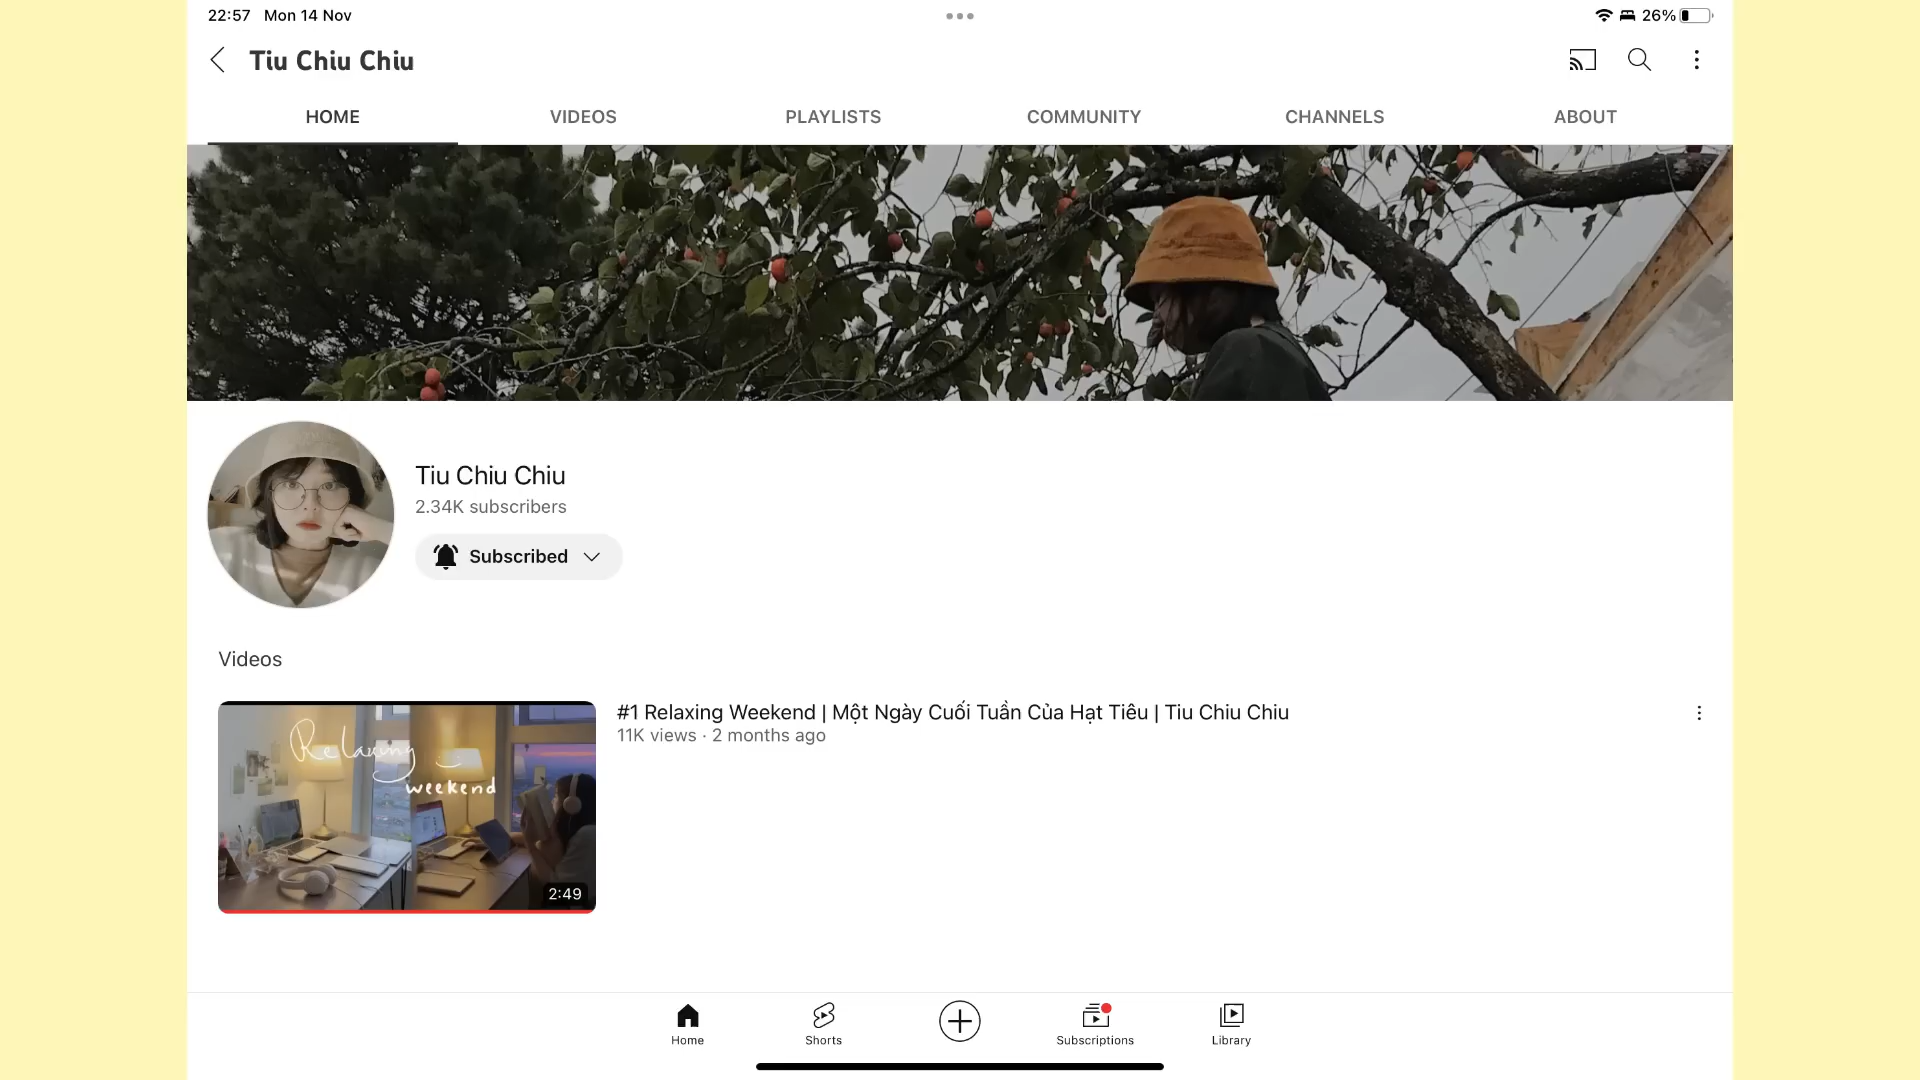 22:57 Mon 14 Nov
26%
Tiu Chiu Chiu
HOME
VIDEOS
PLAYLISTS
COMMUNITY
CHANNELS
ABOUT
Tiu Chiu Chiu
2.34K subscribers
Subscribed
Videos
Relaxing
weekend
2:49
#1 Relaxing Weekend | Một Ngày Cuối Tuần Của Hạt Tiêu | Tiu Chiu Chiu
11K views · 2 months ago
Home
Shorts
Subscriptions
Library